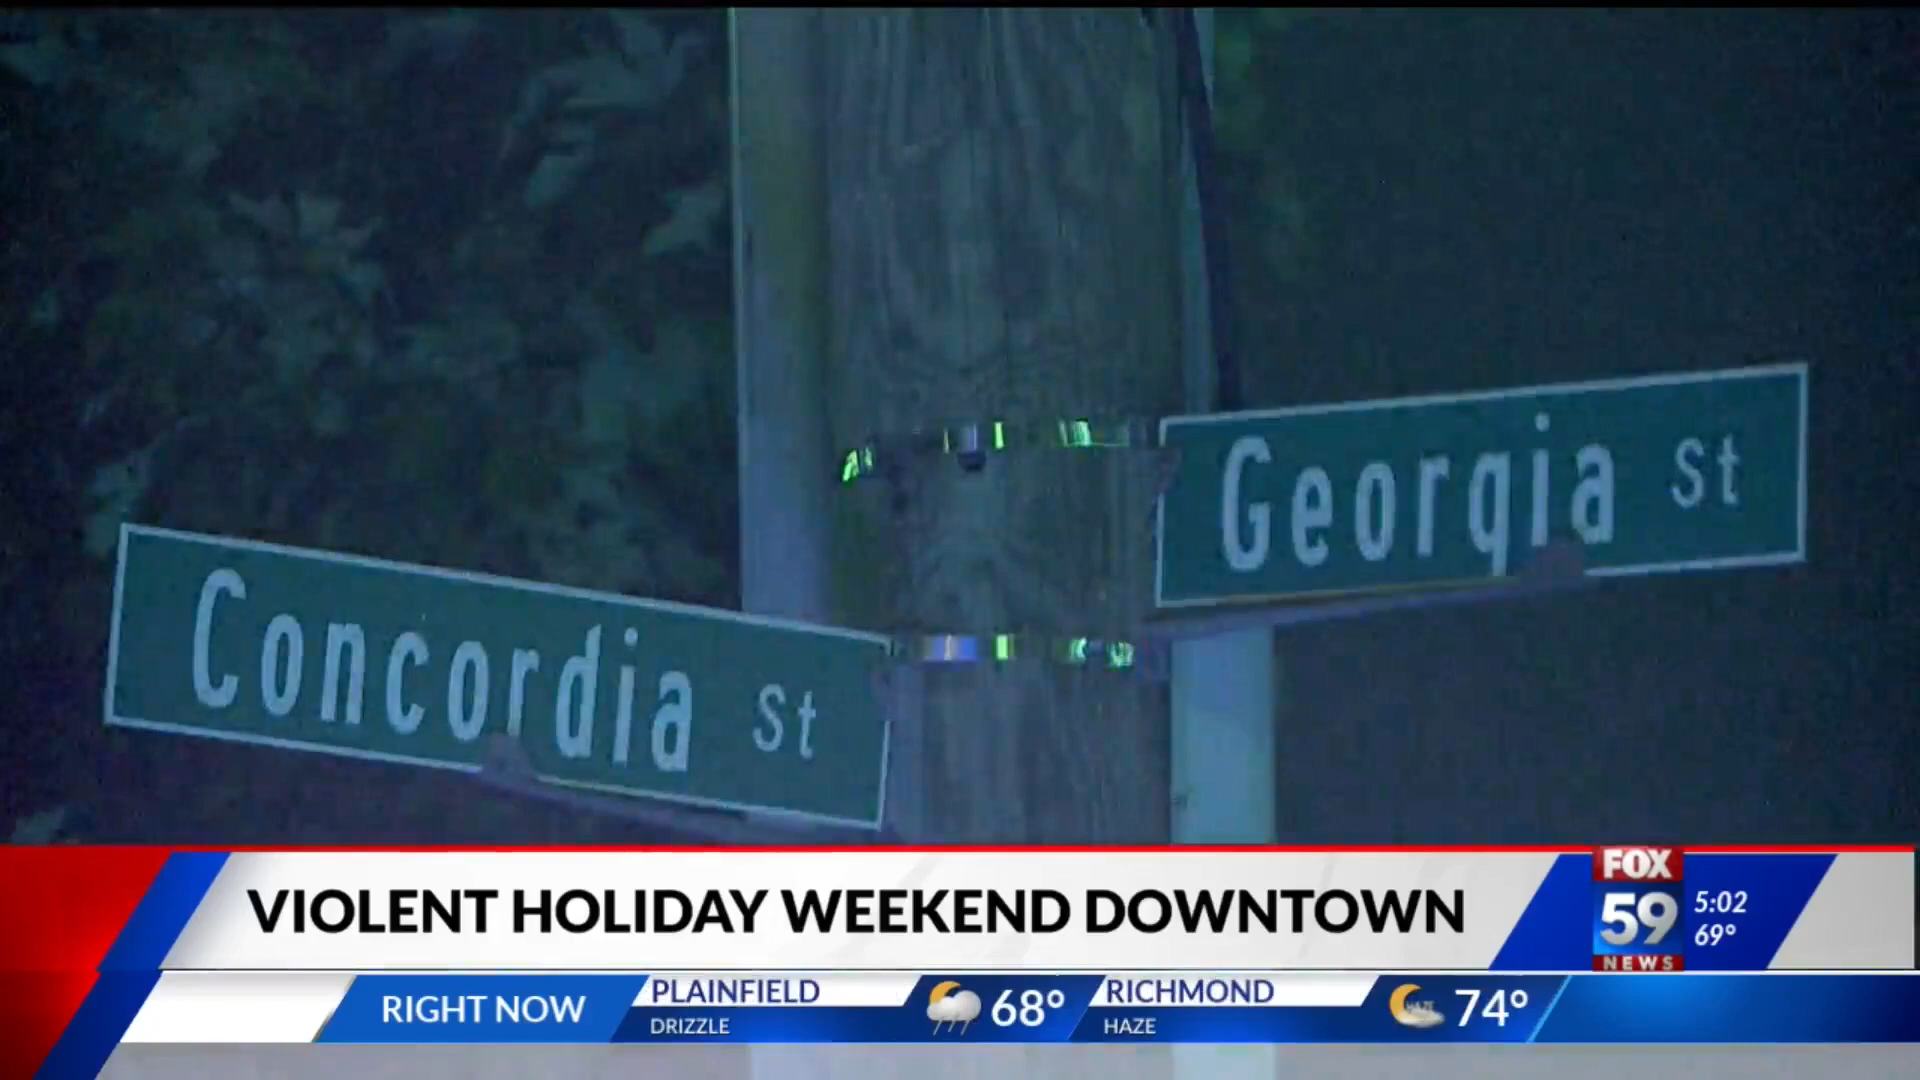 Georgia St
Concordia St
VIOLENT HOLIDAY WEEKEND DOWNTOWN
FOX
59
NEWS
5:02
69°
RIGHT NOW
PLAINFIELD
DRIZZLE
68°
RICHMOND
HAZE
HAZE
74°